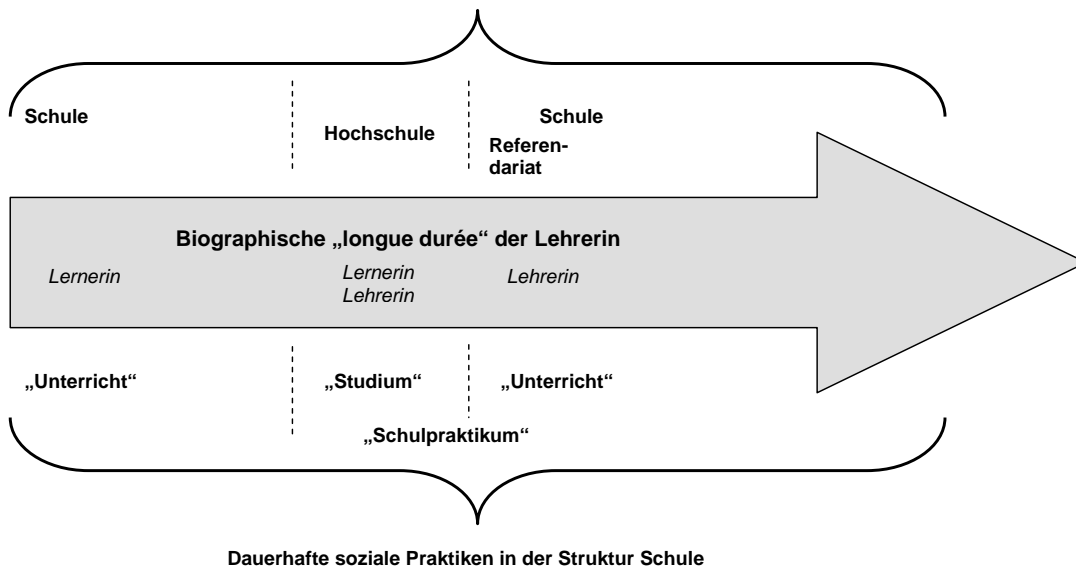 Schule
Hochschule
Schule
Referen-
dariat
Biographische „longue durée“ der Lehrerin
Lernerin
Lernerin
Lehrerin
Lehrerin
„Unterricht“
„Studium“
„Unterricht“
„Schulpraktikum“
Dauerhafte soziale Praktiken in der Struktur Schule